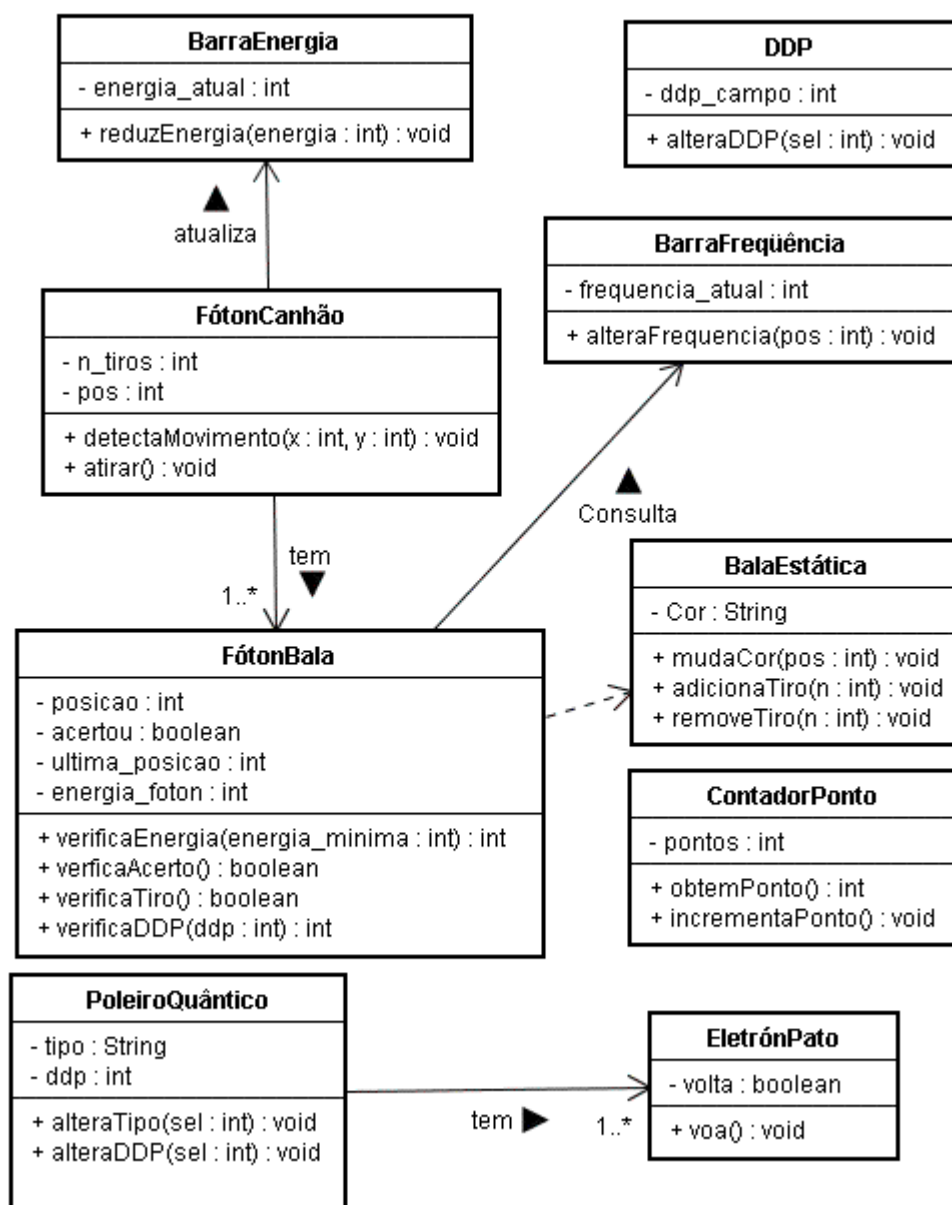 BarraEnergia
- energia_atual : int
+ reduzEnergia(energia : int) : void
DDP
- ddp_campo : int
+ alteraDDP(sel : int) : void
atualiza
BarraFreqüência
- frequencia_atual : int
+ alteraFrequencia(pos : int) : void
FótonCanhão
- n_tiros : int
- pos : int
+ detectaMovimento(x : int, y : int) : void
+ atirar() : void
Consulta
tem
1..*
BalaEstática
- Cor : String
+ mudaCor(pos : int) : void
+ adicionaTiro(n : int) : void
+ removeTiro(n : int) : void
FótonBala
- posicao : int
- acertou : boolean
- ultima_posicao : int
- energia_foton : int
+ verificaEnergia(energia_minima : int) : int
+ verficaAcerto() : boolean
+ verificaTiro() : boolean
+ verificaDDP(ddp : int) : int
ContadorPonto
- pontos : int
+ obtemPonto() : int
+ incrementaPonto() : void
PoleiroQuântico
- tipo : String
- ddp : int
+ alteraTipo(sel : int) : void
+ alteraDDP(sel : int) : void
tem
1..*
EletrónPato
- volta : boolean
+ voa() : void